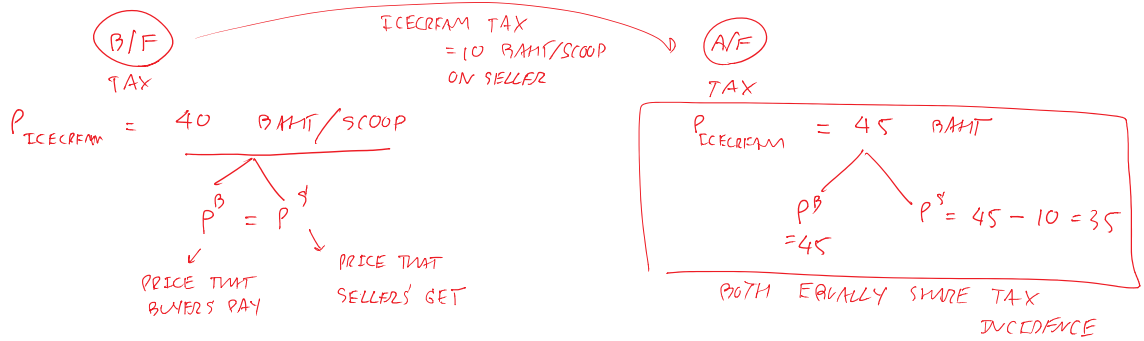 B/F
TAX
ICECREAM TAX
= 10 BAHT/SCOOP
ON SELLER
A/F
TAX
P ICECREAM = 40 BAHT/SCOOP
P^B = P^S
PRICE THAT
BUYERS PAY
PRICE THAT
SELLERS GET
P ICECREAM = 45 BAHT
P^B
=45
P^S = 45 - 10 = 35
BOTH EQUALLY SHARE TAX
INCIDENCE